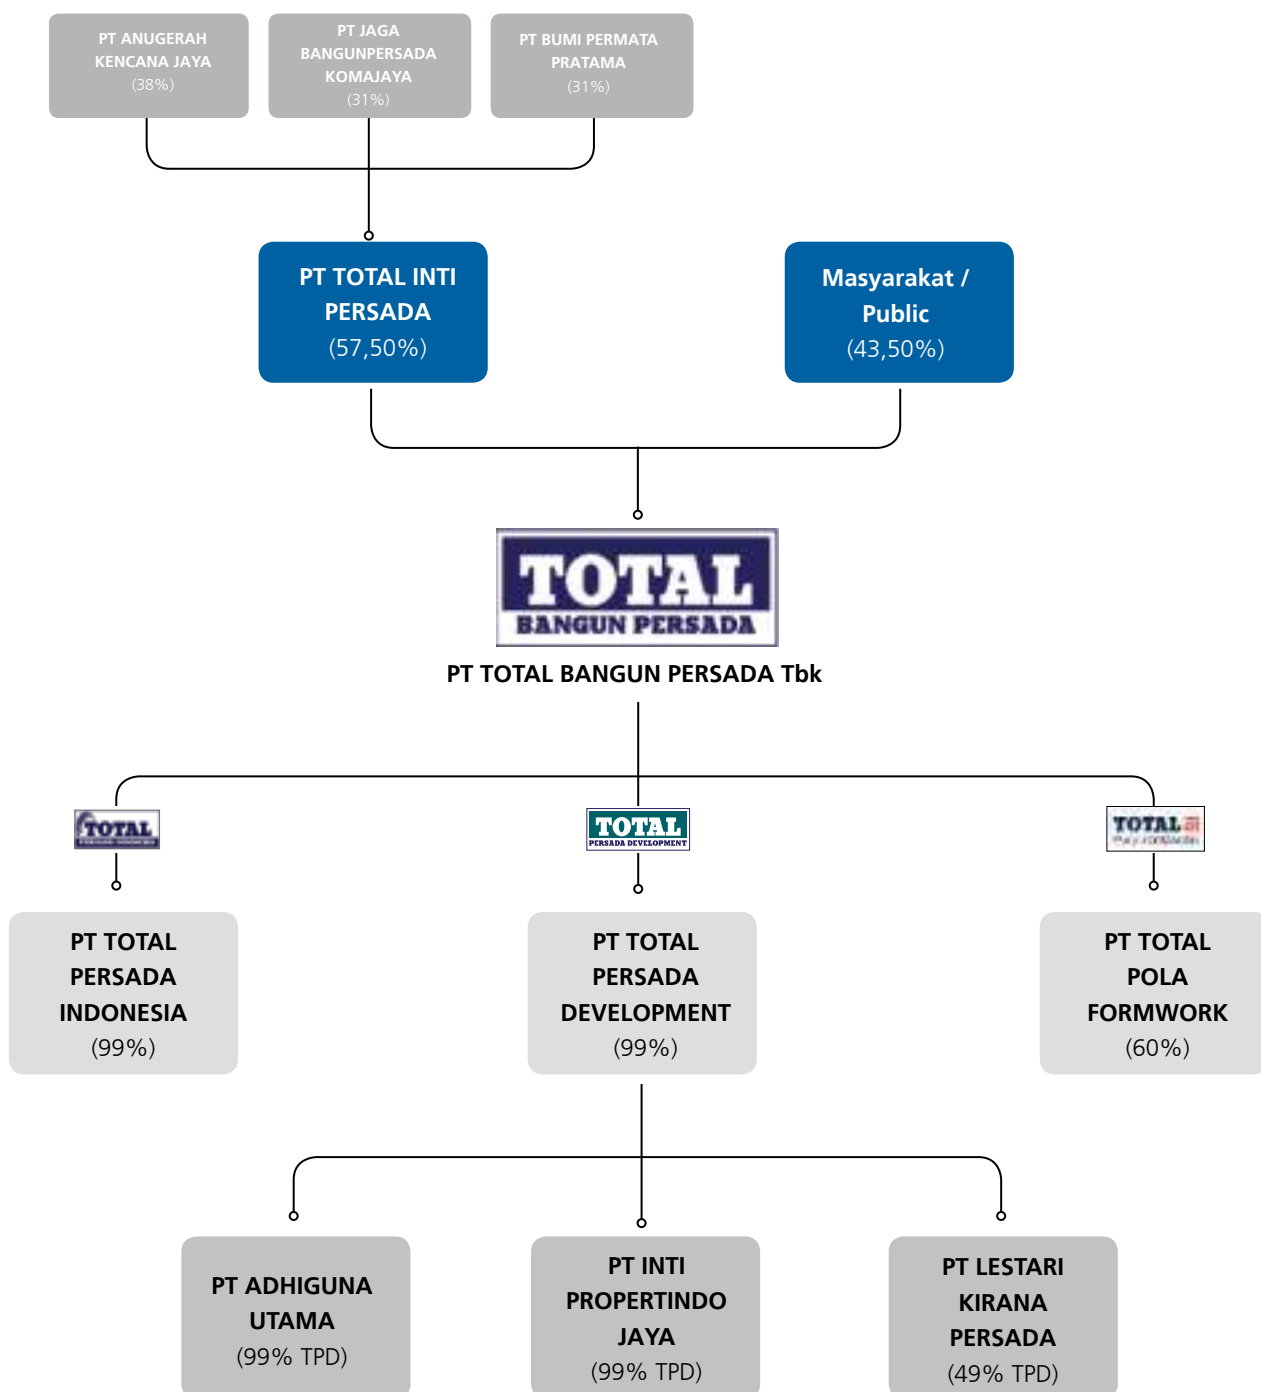 PT ANUGERAH
KENCANA JAYA
(38%)
PT JAGA
BANGUNPERSADA
KOMAJAYA
(31%)
PT BUMI PERMATA
PRATAMA
(31%)
PT TOTAL INTI
PERSADA
(57,50%)
Masyarakat /
Public
(43,50%)
TOTAL
BANGUN PERSADA
PT TOTAL BANGUN PERSADA Tbk
TOTAL
TOTAL
PERSADA DEVELOPMENT
TOTAL
PT TOTAL
PERSADA
INDONESIA
(99%)
PT TOTAL
PERSADA
DEVELOPMENT
(99%)
PT TOTAL
POLA
FORMWORK
(60%)
PT ADHIGUNA
UTAMA
(99% TPD)
PT INTI
PROPERTINDO
JAYA
(99% TPD)
PT LESTARI
KIRANA
PERSADA
(49% TPD)